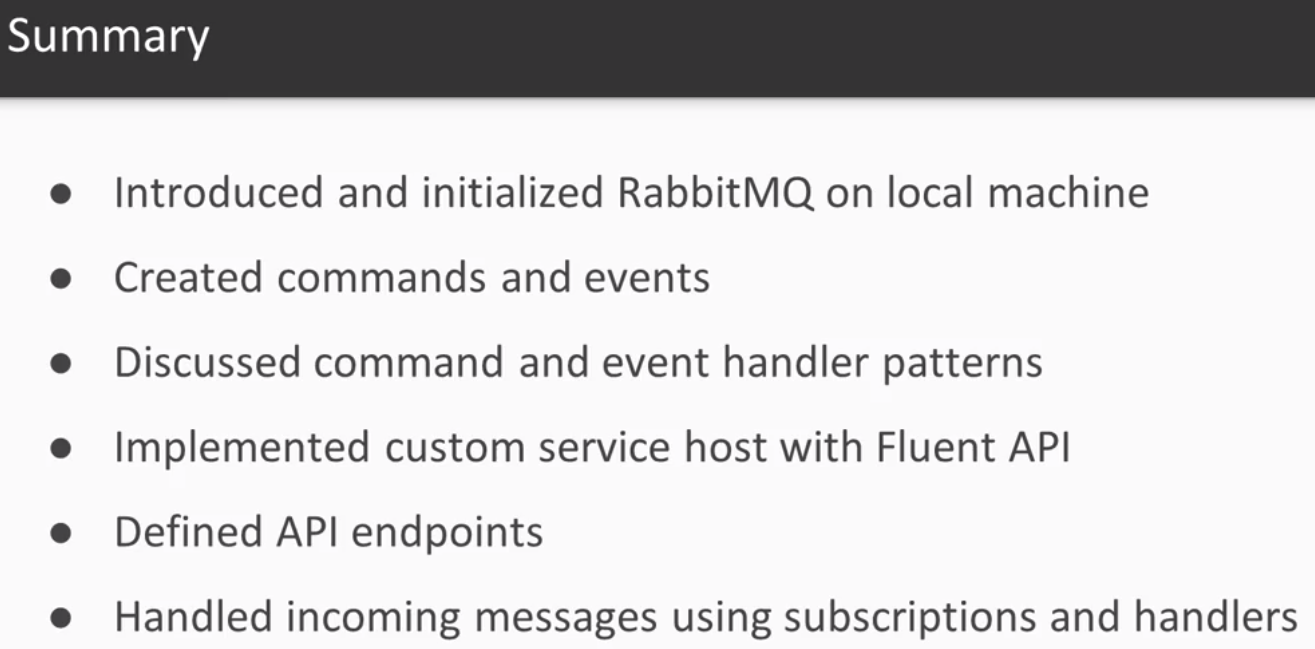 Summary
● Introduced and initialized RabbitMQ on local machine
● Created commands and events
● Discussed command and event handler patterns
● Implemented custom service host with Fluent API
● Defined API endpoints
● Handled incoming messages using subscriptions and handlers